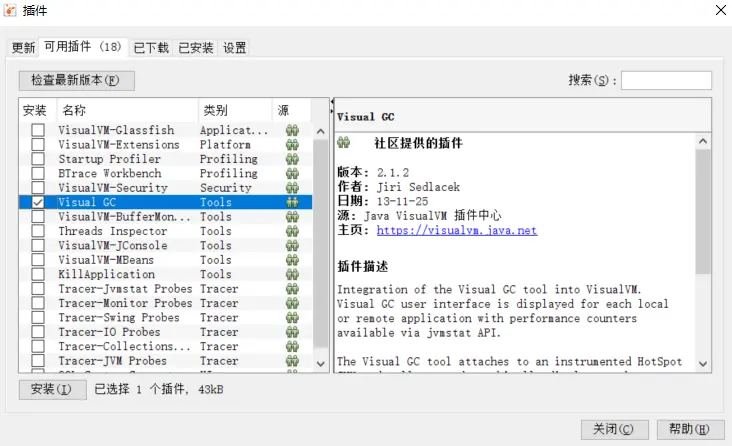 插件
更新 可用插件 (18) 已下载 已安装 设置
检查最新版本(F) 搜索(S):
安装 名称 类别 源
VisualVM-Glassfish Applicat...
VisualVM-Extensions Platform
Startup Profiler Profiling
BTrace Workbench Profiling
VisualVM-Security Security
Visual GC Tools
VisualVM-BufferMon... Tools
Threads Inspector Tools
VisualVM-JConsole Tools
VisualVM-MBeans Tools
KillApplication Tools
Tracer-Jvmstat Probes Tracer
Tracer-Monitor Probes Tracer
Tracer-Swing Probes Tracer
Tracer-IO Probes Tracer
Tracer-Collections... Tracer
Tracer-JVM Probes Tracer
Visual GC
社区提供的插件
版本: 2.1.2
作者: Jiri Sedlacek
日期: 13-11-25
源: Java VisualVM 插件中心
主页: https://visualvm.java.net
插件描述
Integration of the Visual GC tool into VisualVM.
Visual GC user interface is displayed for each local
or remote application with performance counters
available via jvmstat API.
The Visual GC tool attaches to an instrumented HotSpot
安装(I) 已选择 1 个插件, 43kB
关闭(C) 帮助(H)